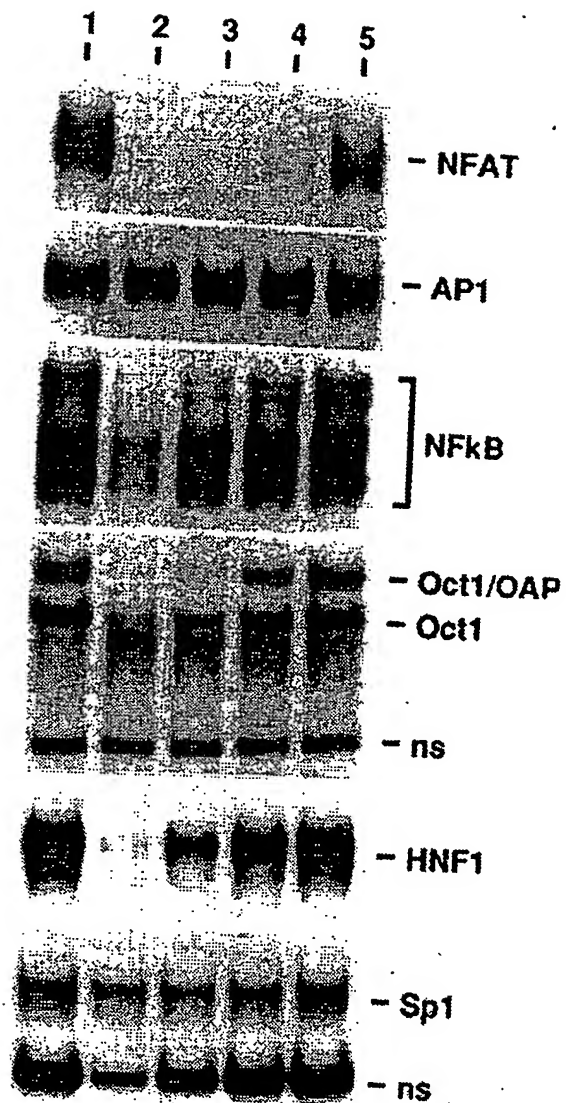 1 2 3 4 5
- NFAT
- AP1
NFkB
- Oct1/OAP
- Oct1
- ns
- HNF1
- Sp1
- ns